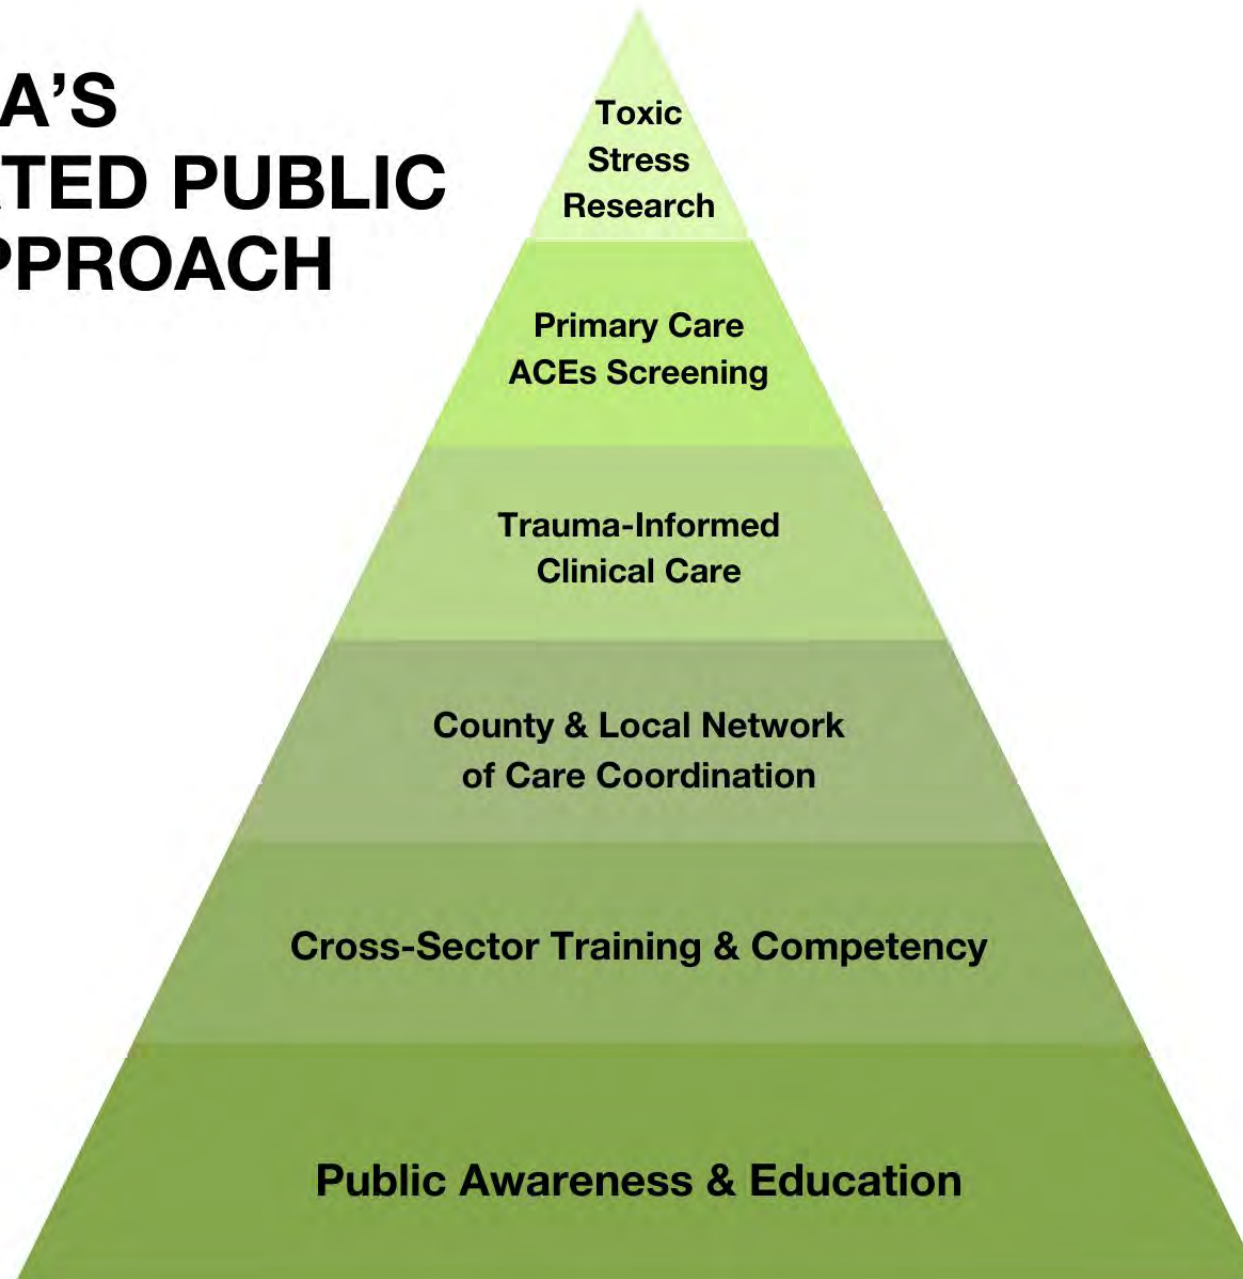 A'S
ATED PUBLIC
PPROACH
Toxic
Stress
Research
Primary Care
ACEs Screening
Trauma-Informed
Clinical Care
County & Local Network
of Care Coordination
Cross-Sector Training & Competency
Public Awareness & Education